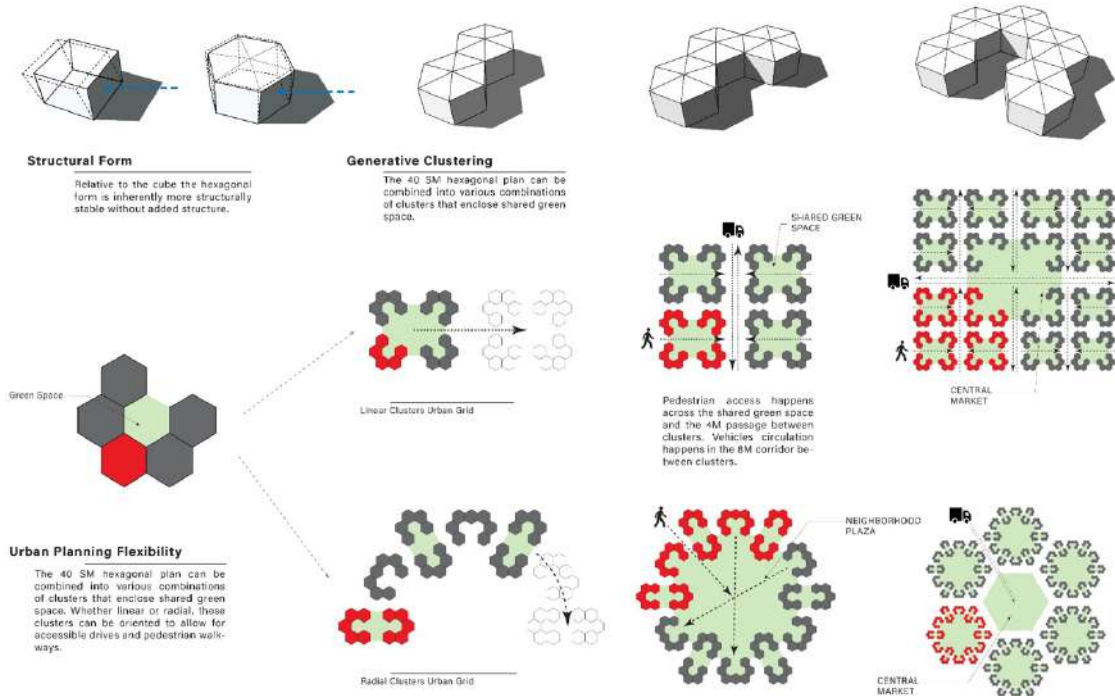 Structural Form
Relative to the cube the hexagonal
form is inherently more structurally
stable without added structure.
Generative Clustering
The 40 SM hexagonal plan can be
combined into various combinations
of clusters that enclose shared green
space.
SHARED GREEN
SPACE
Green Space
Linear Clusters Urban Grid
Pedestrian access happens
across the shared green space
and the 4M passage between
clusters. Vehicles circulation
happens in the 8M corridor be-
tween clusters.
CENTRAL
MARKET
Urban Planning Flexibility
The 40 SM hexagonal plan can be
combined into various combinations
of clusters that enclose shared green
space. Whether linear or radial, these
clusters can be oriented to allow for
accessible drives and pedestrian walk-
ways.
Radial Clusters Urban Grid
NEIGHBORHOOD
PLAZA
CENTRAL
MARKET